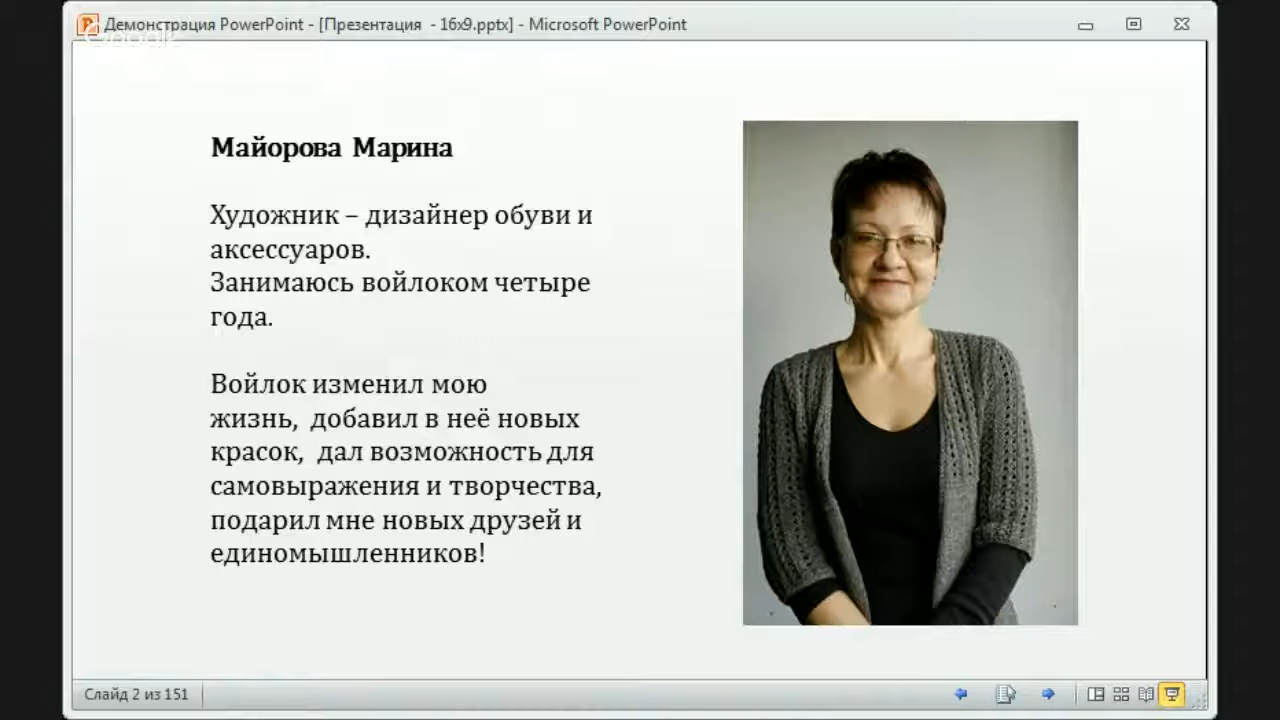 Демонстрация PowerPoint - [Презентация - 16x9.pptx] - Microsoft PowerPoint
Google
Майорова Марина
Художник – дизайнер обуви и
аксессуаров.
Занимаюсь войлоком четыре
года.
Войлок изменил мою
жизнь, добавил в неё новых
красок, дал возможность для
самовыражения и творчества,
подарил мне новых друзей и
единомышленников!
Слайд 2 из 151